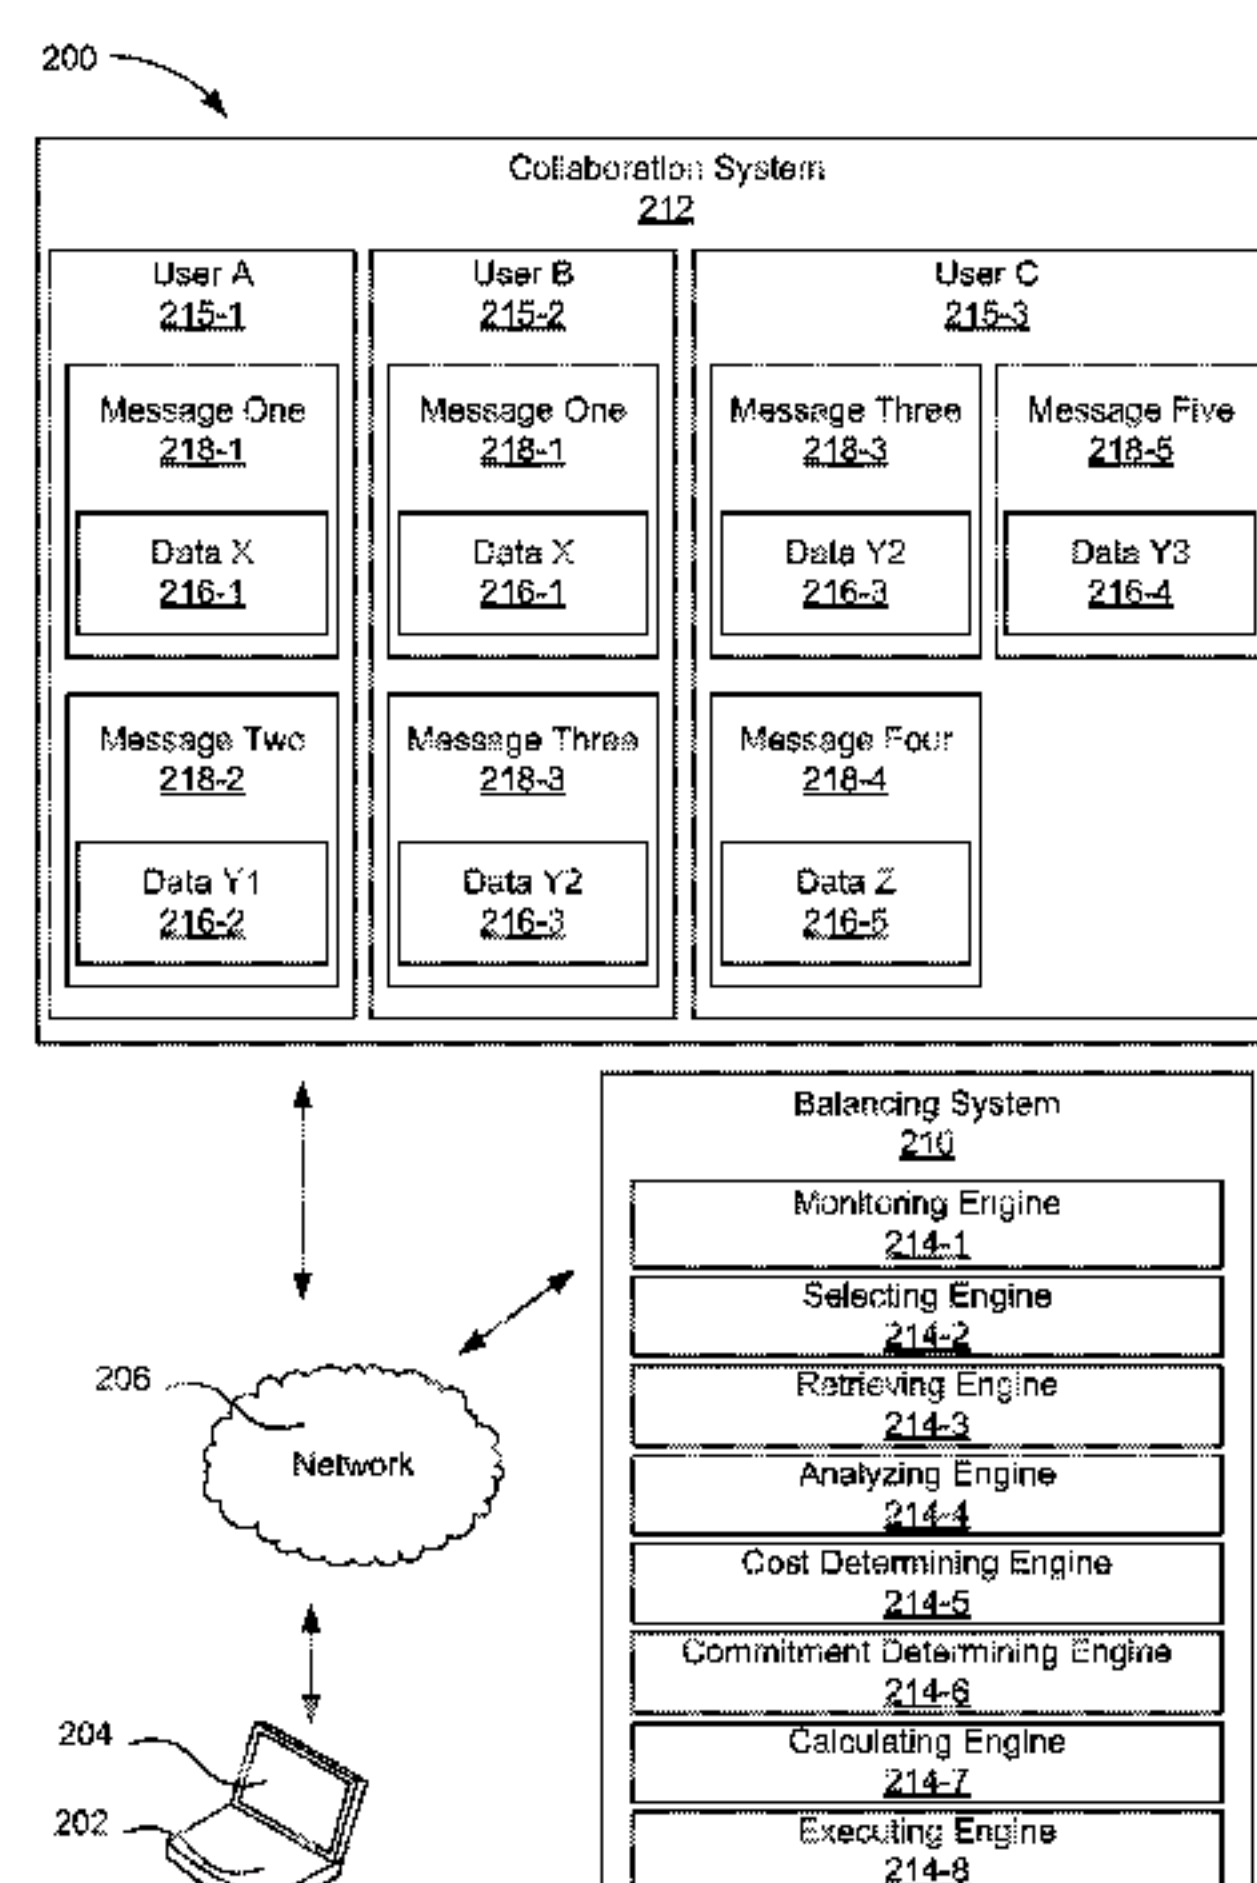 200
Collaboration System
212
User A
215-1
User B
215-2
User C
215-3
Message One
218-1
Message One
218-1
Message Three
218-3
Message Five
218-5
Data X
216-1
Data X
216-1
Data Y2
216-3
Data Y3
216-4
Message Two
218-2
Message Three
218-3
Message Four
218-4
Data Y1
216-2
Data Y2
216-3
Data Z
216-5
Balancing System
210
Monitoring Engine
214-1
Selecting Engine
214-2
Retrieving Engine
214-3
Analyzing Engine
214-4
Cost Determining Engine
214-5
Commitment Determining Engine
214-6
Calculating Engine
214-7
Executing Engine
214-8
206
Network
204
202